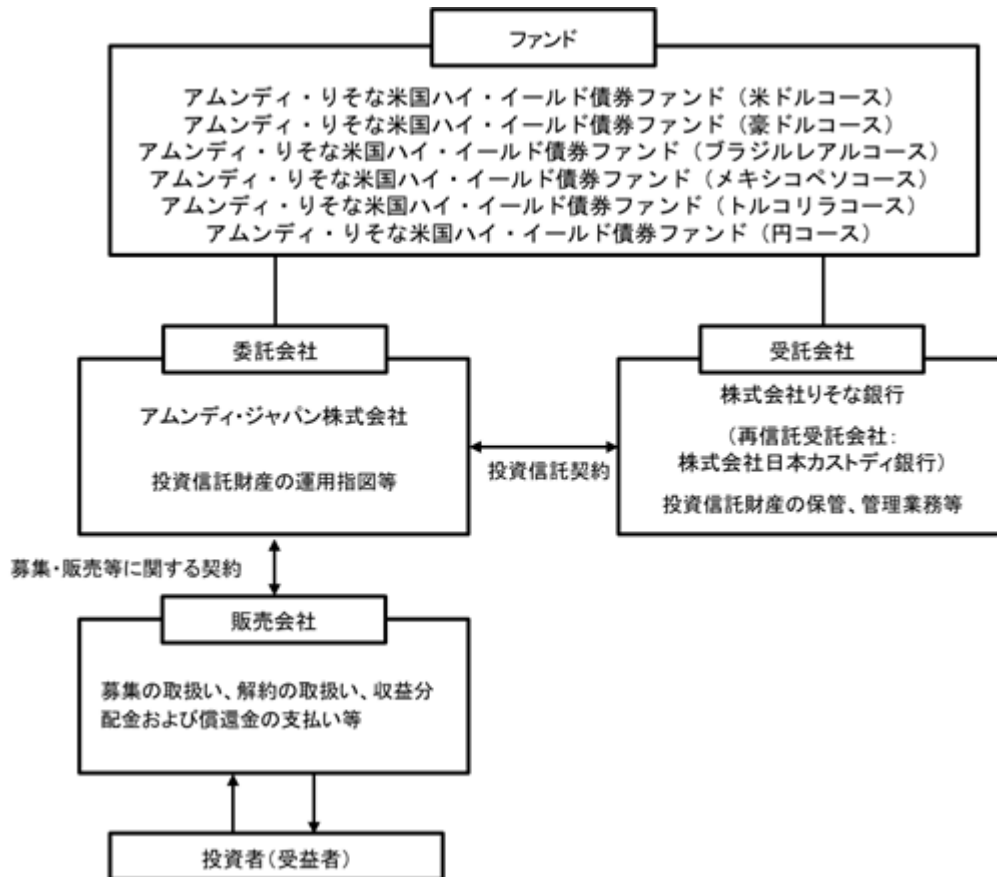 ファンド
アムンディ・りそな米国ハイ・イールド債券ファンド（米ドルコース）
アムンディ・りそな米国ハイ・イールド債券ファンド（豪ドルコース）
アムンディ・りそな米国ハイ・イールド債券ファンド（ブラジルレアルコース）
アムンディ・りそな米国ハイ・イールド債券ファンド（メキシコペソコース）
アムンディ・りそな米国ハイ・イールド債券ファンド（トルコリラコース）
アムンディ・りそな米国ハイ・イールド債券ファンド（円コース）
委託会社
アムンディ・ジャパン株式会社
投資信託財産の運用指図等
投資信託契約
受託会社
株式会社りそな銀行
（再信託受託会社：
株式会社日本カストディ銀行）
投資信託財産の保管、管理業務等
募集・販売等に関する契約
販売会社
募集の取扱い、解約の取扱い、収益分
配金および償還金の支払い等
投資者（受益者）